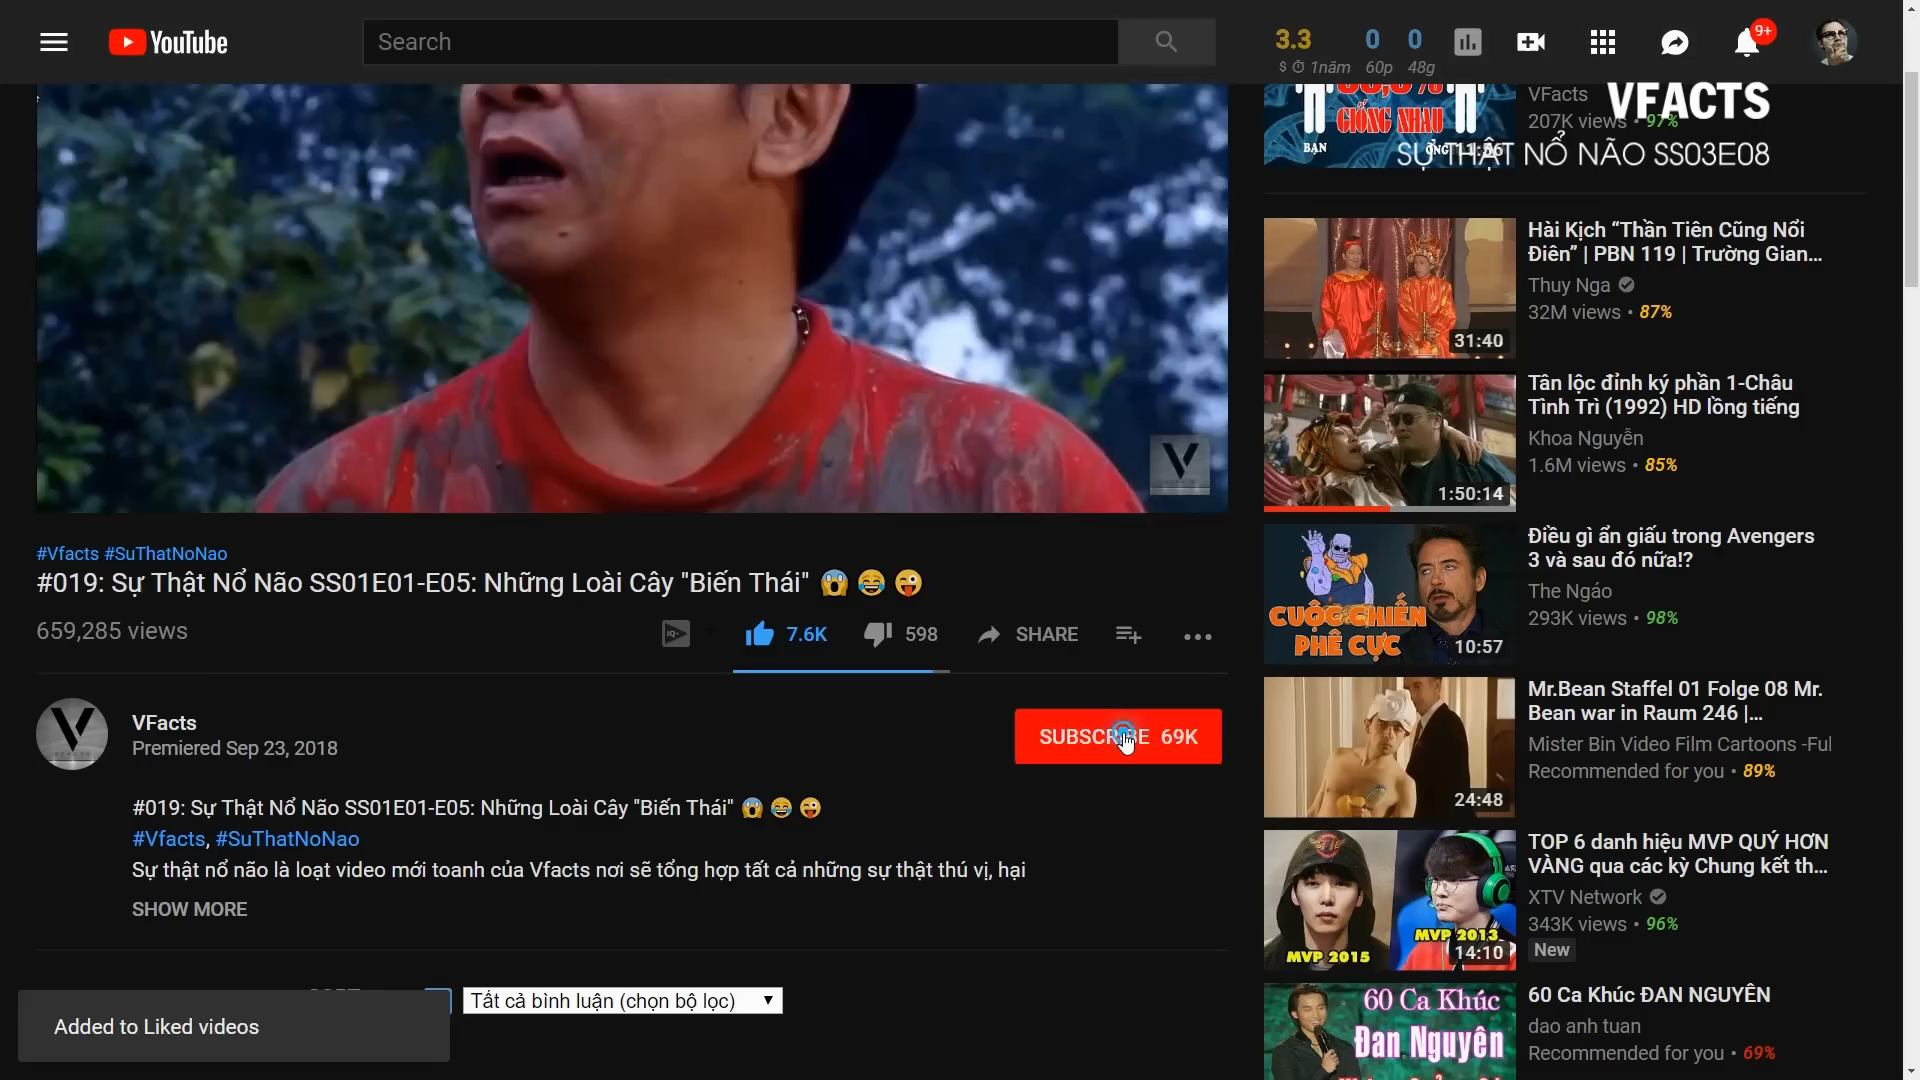 YouTube
Search
3.3
0
0
1năm
60p
48g
9+
VFACTS
SỰ THẬT NỔ NÃO SS03E08
GIỐNG NHAU
BẠN
VFacts
207K views • 97%
#Vfacts #SuThatNoNao
#019: Sự Thật Nổ Não SS01E01-E05: Những Loài Cây "Biến Thái" 😱 😂 😜
659,285 views
7.6K
598
SHARE
VFacts
Premiered Sep 23, 2018
SUBSCRIBE 69K
#019: Sự Thật Nổ Não SS01E01-E05: Những Loài Cây "Biến Thái" 😱 😂 😜
#Vfacts, #SuThatNoNao
Sự thật nổ não là loạt video mới toanh của Vfacts nơi sẽ tổng hợp tất cả những sự thật thú vị, hại
SHOW MORE
Tất cả bình luận (chọn bộ lọc)
Added to Liked videos
31:40
Hài Kịch “Thần Tiên Cũng Nổi
Điên” | PBN 119 | Trường Gian...
Thuy Nga
32M views • 87%
1:50:14
Tân lộc đỉnh ký phần 1-Châu
Tinh Trì (1992) HD lồng tiếng
Khoa Nguyễn
1.6M views • 85%
CUỘC CHIẾN
PHÊ CỰC
10:57
Điều gì ẩn giấu trong Avengers
3 và sau đó nữa!?
The Ngáo
293K views • 98%
24:48
Mr.Bean Staffel 01 Folge 08 Mr.
Bean war in Raum 246 |...
Mister Bin Video Film Cartoons -Ful
Recommended for you • 89%
MVP 2015
MVP 2013
14:10
TOP 6 danh hiệu MVP QUÝ HƠN
VÀNG qua các kỳ Chung kết th...
XTV Network
343K views • 96%
New
60 Ca Khúc
Đan Nguyên
60 Ca Khúc ĐAN NGUYÊN
dao anh tuan
Recommended for you • 69%